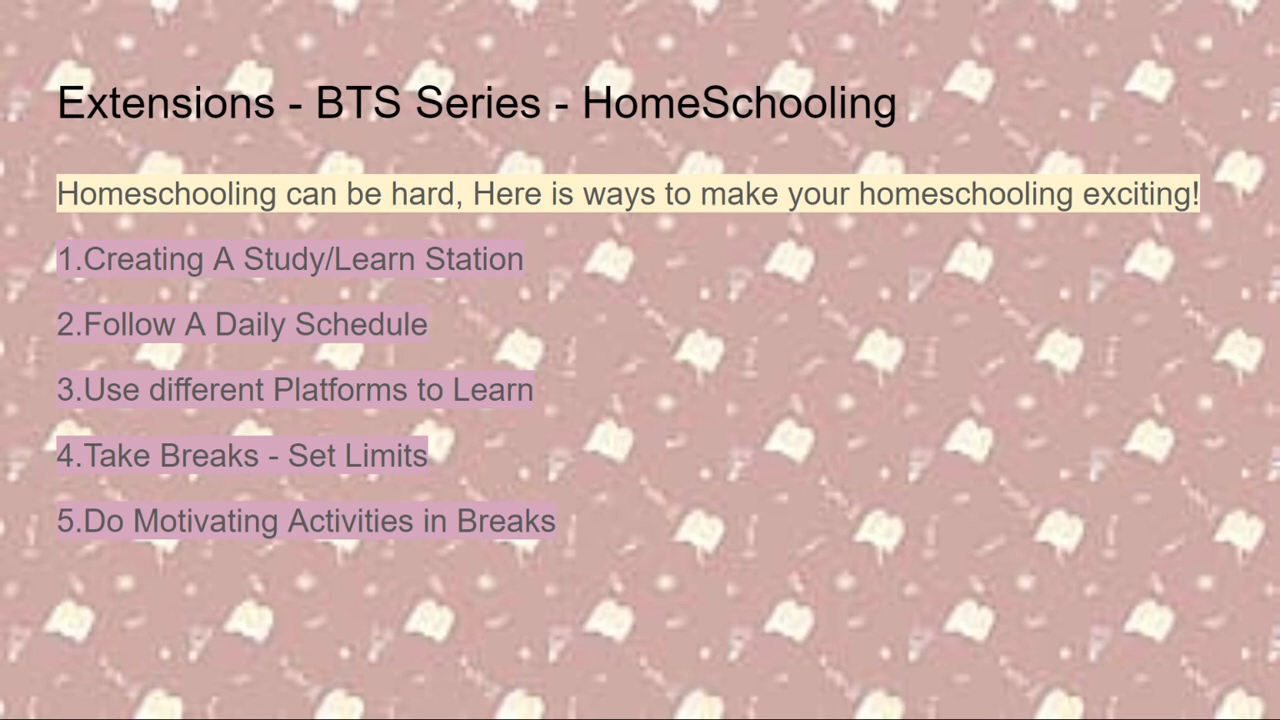 Extensions - BTS Series - HomeSchooling
Homeschooling can be hard, Here is ways to make your homeschooling exciting!
1.Creating A Study/Learn Station
2.Follow A Daily Schedule
3.Use different Platforms to Learn
4.Take Breaks - Set Limits
5.Do Motivating Activities in Breaks